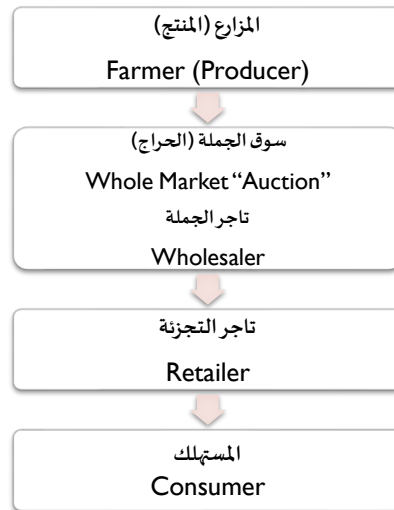 المزارع (المنتج)
Farmer (Producer)
سوق الجملة (الحراج)
Whole Market “Auction”
تاجر الجملة
Wholesaler
تاجر التجزئة
Retailer
المستهلك
Consumer